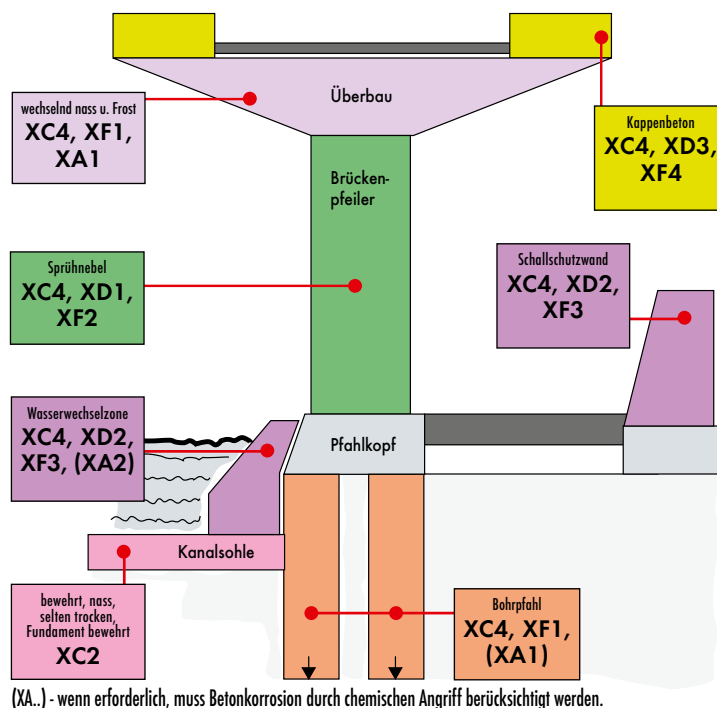 Überbau
wechselnd nass u. Frost
XC4, XF1,
XA1
Kappenbeton
XC4, XD3,
XF4
Brücken-
pfeiler
Sprühnebel
XC4, XD1,
XF2
Schallschutzwand
XC4, XD2,
XF3
Wasserwechselzone
XC4, XD2,
XF3, (XA2)
Pfahlkopf
Kanalsohle
bewehrt, nass,
selten trocken,
Fundament bewehrt
XC2
Bohrpfahl
XC4, XF1,
(XA1)
(XA..) - wenn erforderlich, muss Betonkorrosion durch chemischen Angriff berücksichtigt werden.